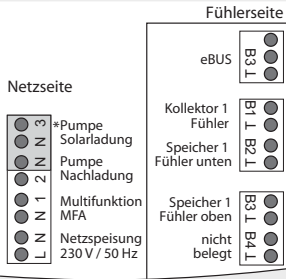 Fühlerseite
Netzseite
3
N
*Pumpe
Solarladung
N
2
Pumpe
Nachladung
1
N
Multifunktion
MFA
N
L
Netzspeisung
230 V / 50 Hz
eBUS
B3
T
Kollektor 1
Fühler
B1
T
Speicher 1
Fühler unten
B2
T
Speicher 1
Fühler oben
B3
T
nicht
belegt
B4
T